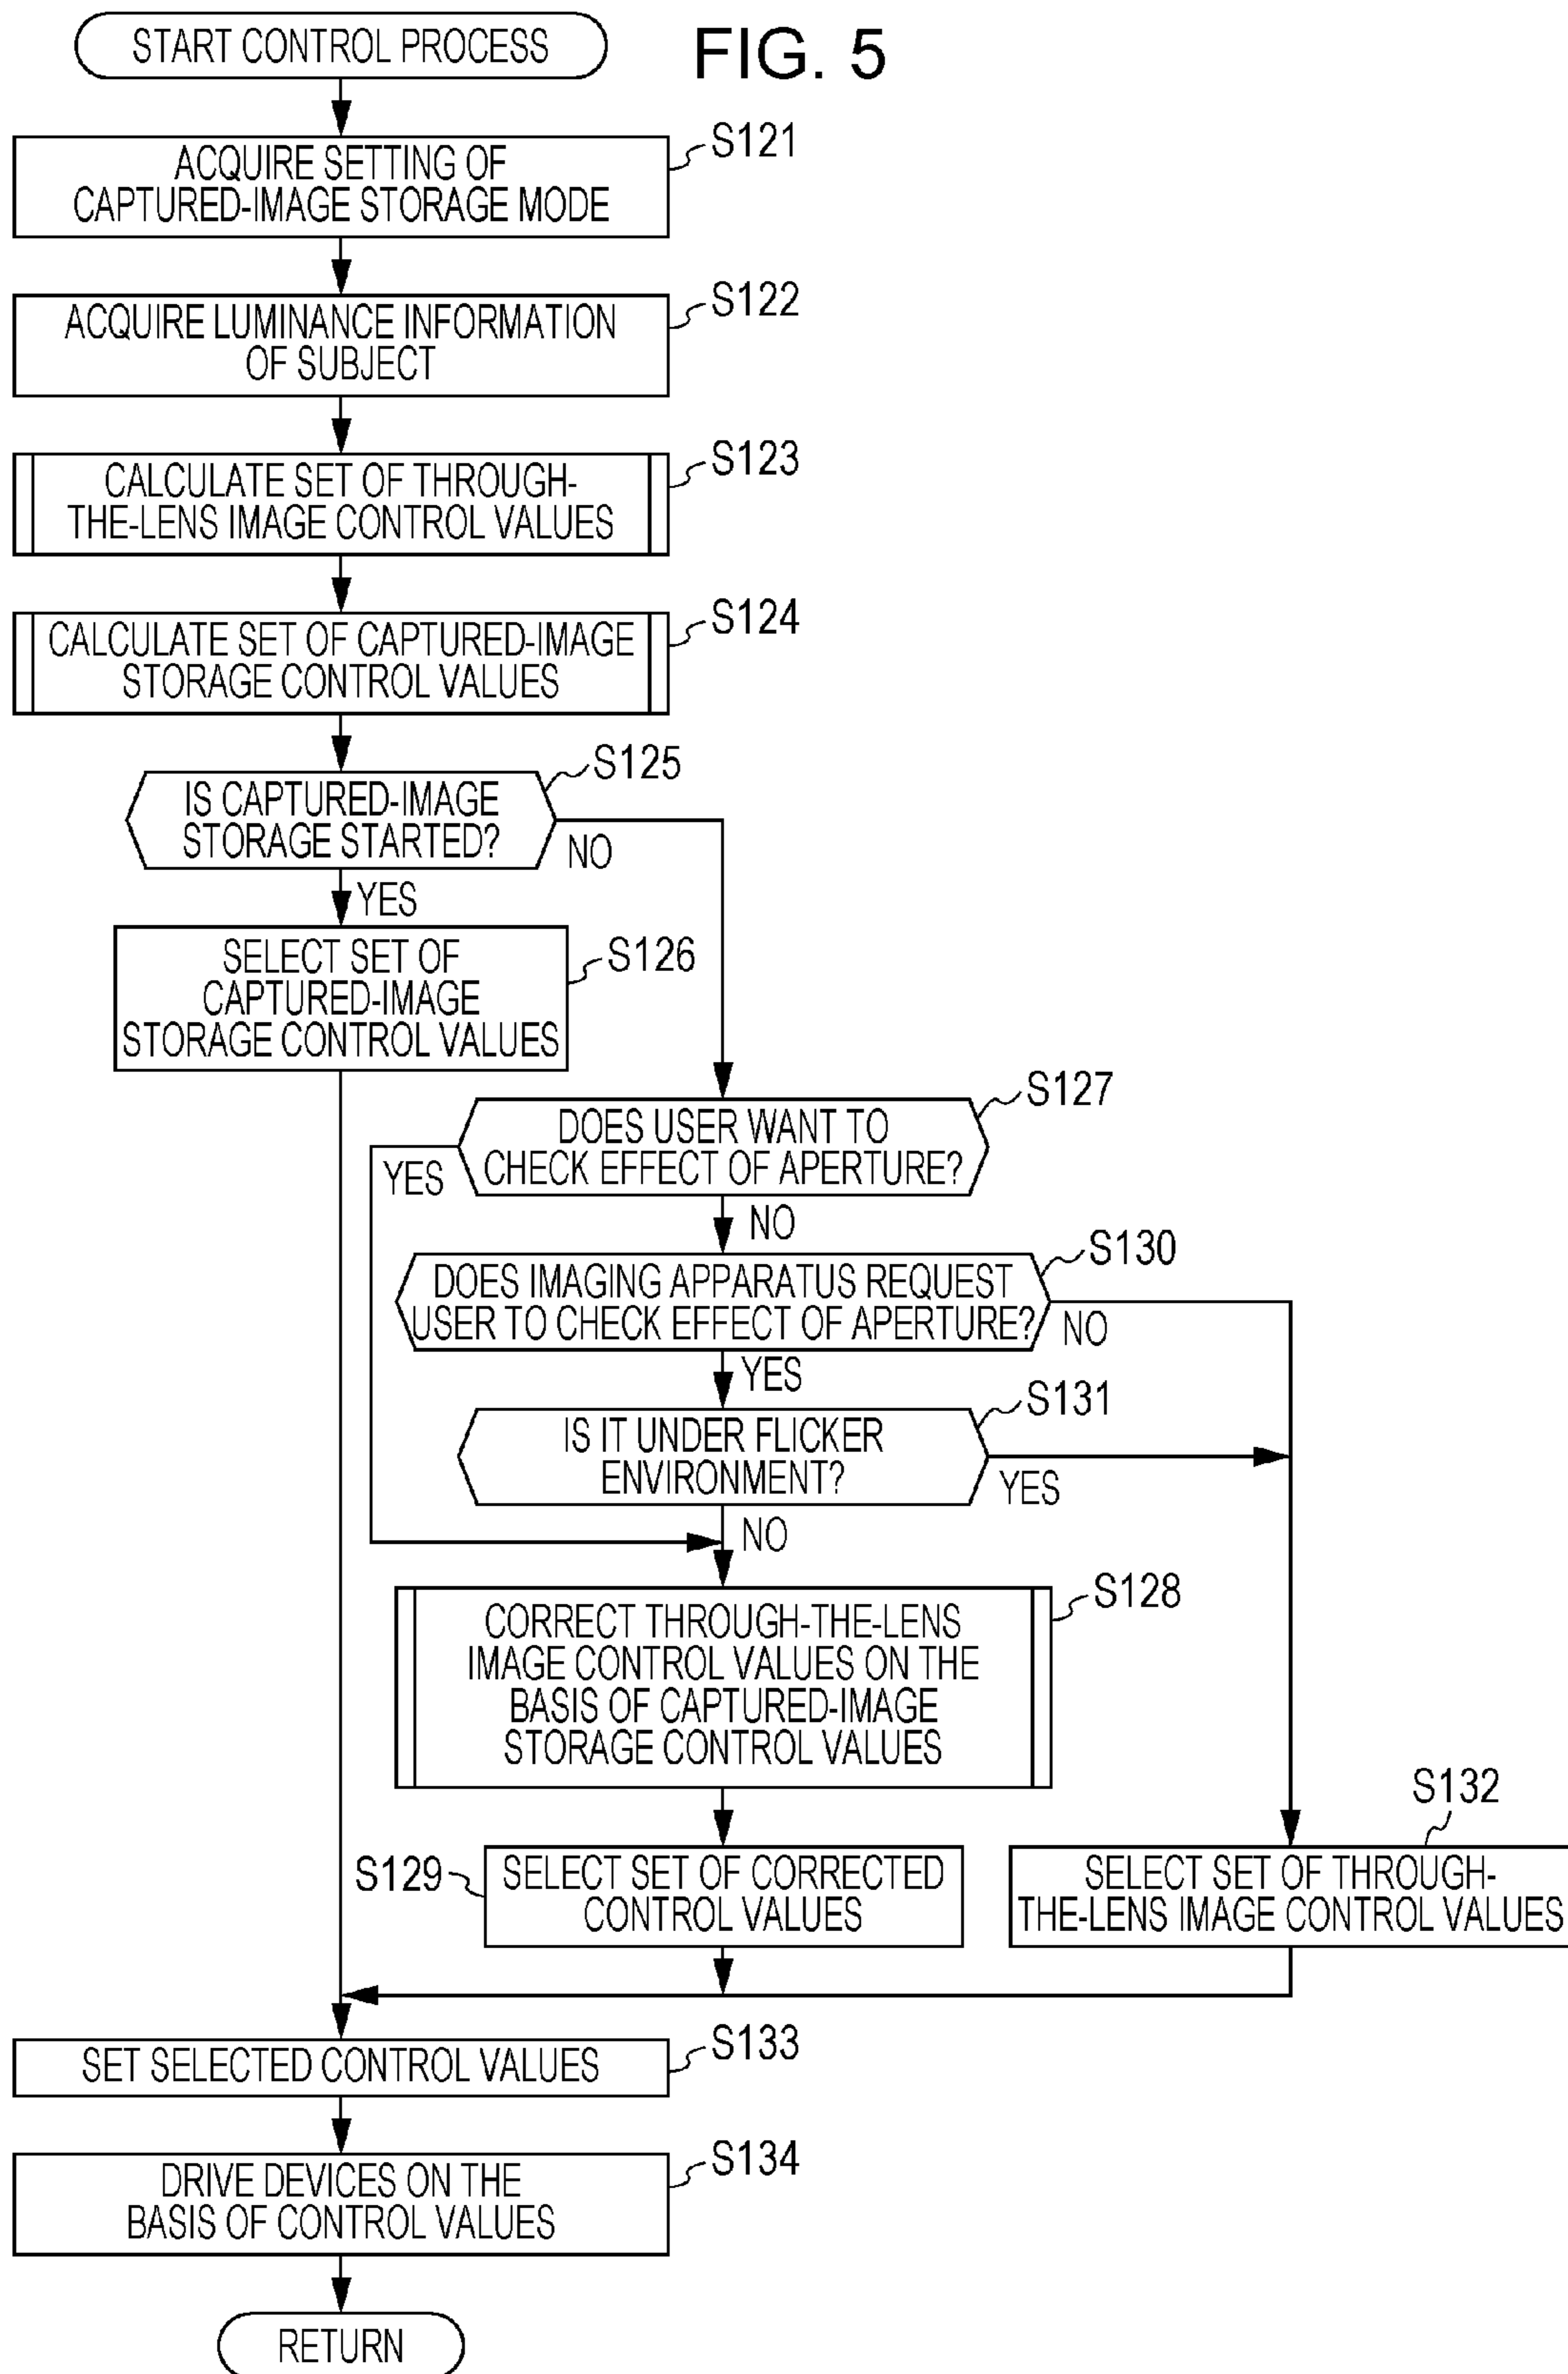 START CONTROL PROCESS
FIG. 5
ACQUIRE SETTING OF
CAPTURED-IMAGE STORAGE MODE
S121
ACQUIRE LUMINANCE INFORMATION
OF SUBJECT
S122
CALCULATE SET OF THROUGH-
THE-LENS IMAGE CONTROL VALUES
S123
CALCULATE SET OF CAPTURED-IMAGE
STORAGE CONTROL VALUES
S124
IS CAPTURED-IMAGE
STORAGE STARTED?
S125
NO
YES
SELECT SET OF
CAPTURED-IMAGE
STORAGE CONTROL VALUES
S126
DOES USER WANT TO
CHECK EFFECT OF APERTURE?
S127
YES
NO
DOES IMAGING APPARATUS REQUEST
USER TO CHECK EFFECT OF APERTURE?
S130
NO
YES
IS IT UNDER FLICKER
ENVIRONMENT?
S131
YES
NO
CORRECT THROUGH-THE-LENS
IMAGE CONTROL VALUES ON THE
BASIS OF CAPTURED-IMAGE
STORAGE CONTROL VALUES
S128
S129
SELECT SET OF CORRECTED
CONTROL VALUES
S132
SELECT SET OF THROUGH-
THE-LENS IMAGE CONTROL VALUES
SET SELECTED CONTROL VALUES
S133
DRIVE DEVICES ON THE
BASIS OF CONTROL VALUES
S134
RETURN